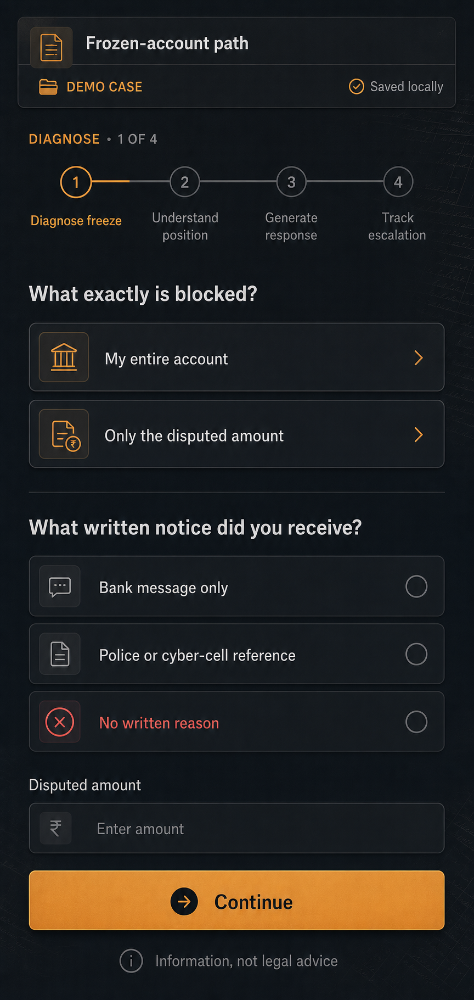 Frozen-account path
DEMO CASE
Saved locally
DIAGNOSE • 1 OF 4
1
2
3
4
Diagnose freeze
Understand
position
Generate
response
Track
escalation
What exactly is blocked?
My entire account
₹
Only the disputed amount
What written notice did you receive?
Bank message only
Police or cyber-cell reference
No written reason
Disputed amount
₹ Enter amount
Continue
i Information, not legal advice